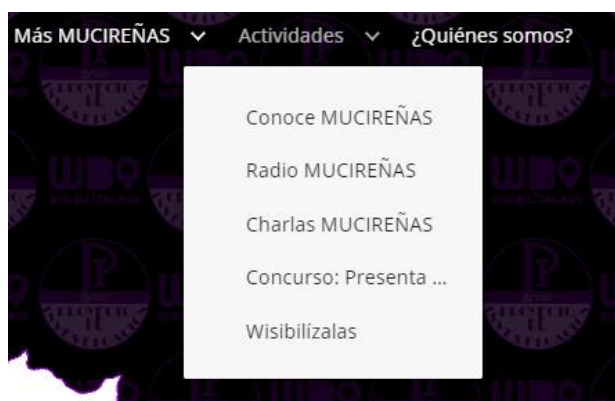 Más MUCIREÑAS Actividades ¿Quiénes somos?
Conoce MUCIREÑAS
Radio MUCIREÑAS
Charlas MUCIREÑAS
Concurso: Presenta ...
Wisibilízalas